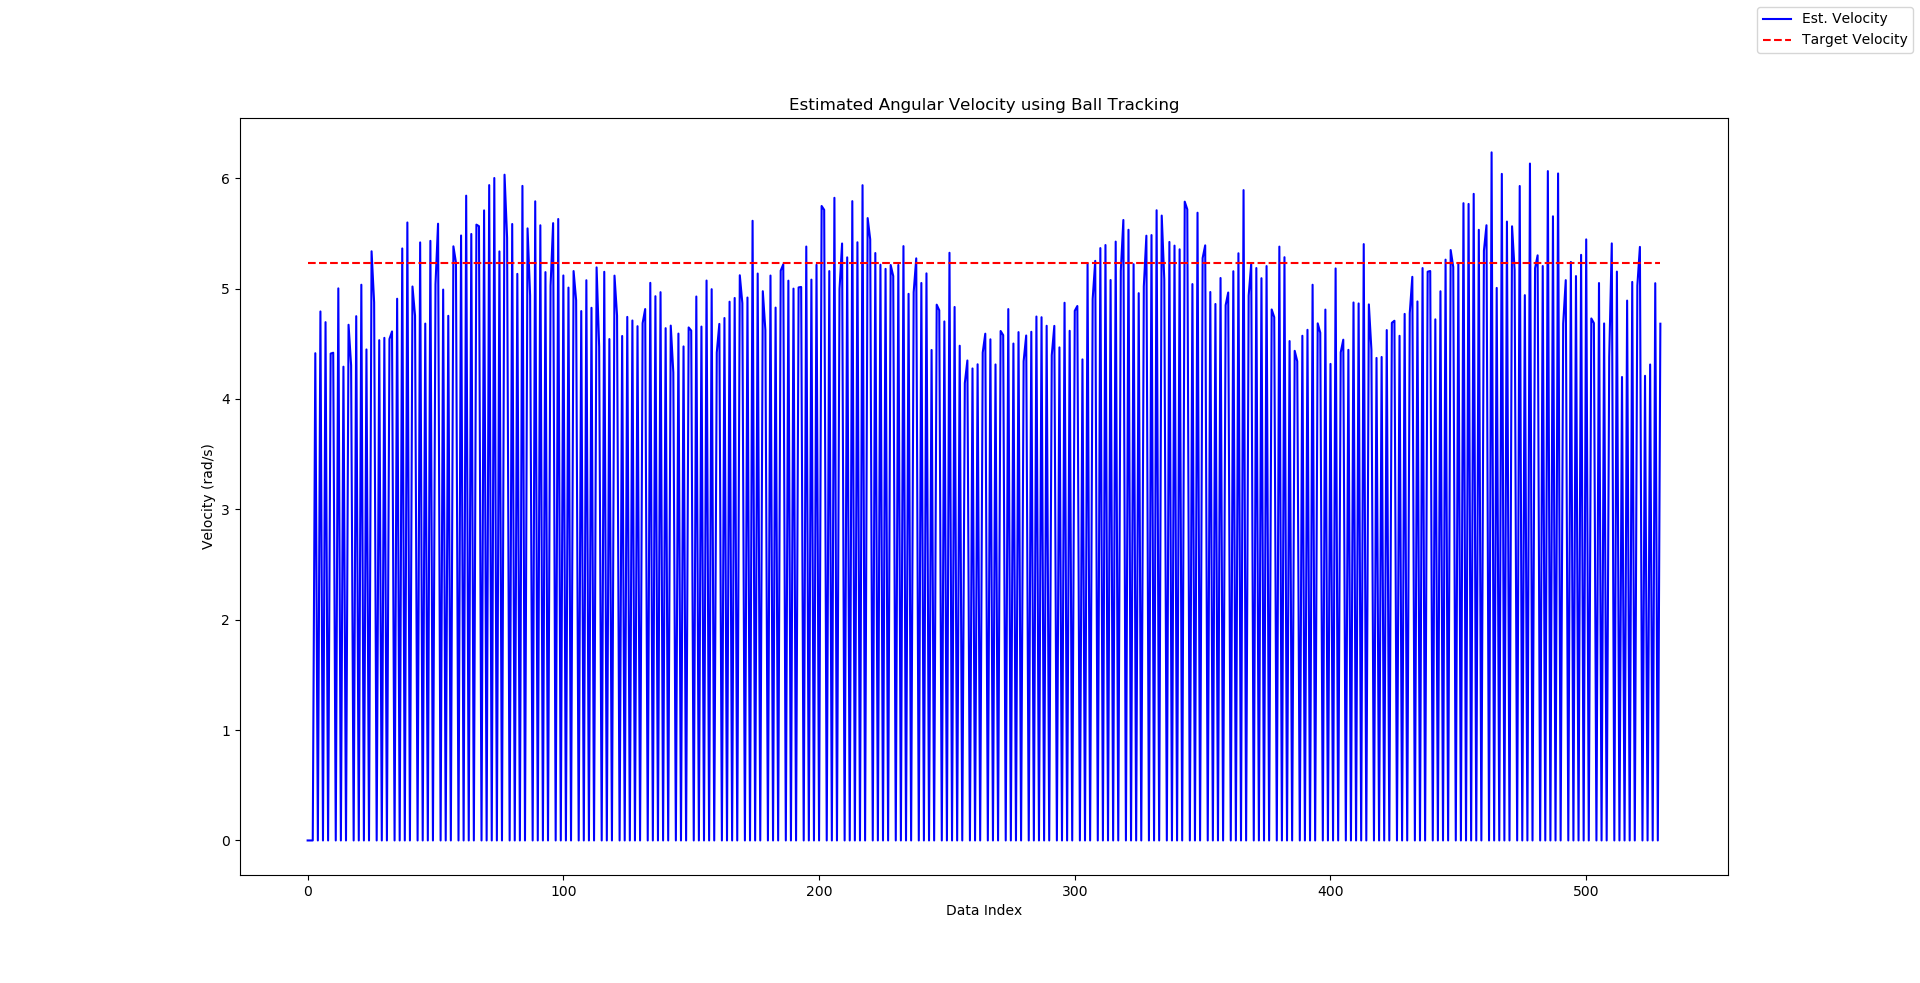 Est. Velocity
Target Velocity
Estimated Angular Velocity using Ball Tracking
6
5
4
3
2
1
0
Velocity (rad/s)
0 100 200 300 400 500
Data Index